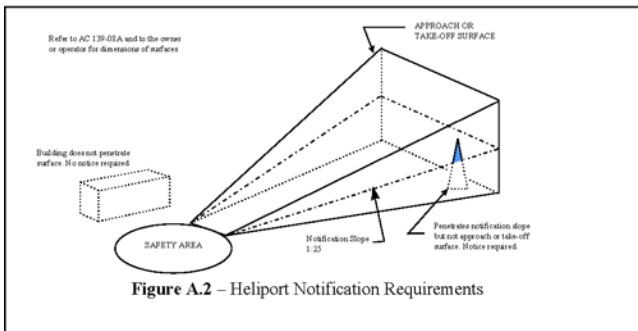 Refer to AC 139-08A and to the owner
or operator for dimensions of surfaces
APPROACH OR
TAKE-OFF SURFACE
Building does not penetrate
surface. No notice required
SAFETY AREA
Notification Slope
1:25
Penetrates notification slope
but not approach or take-off
surface. Notice required.
Figure A.2 – Heliport Notification Requirements